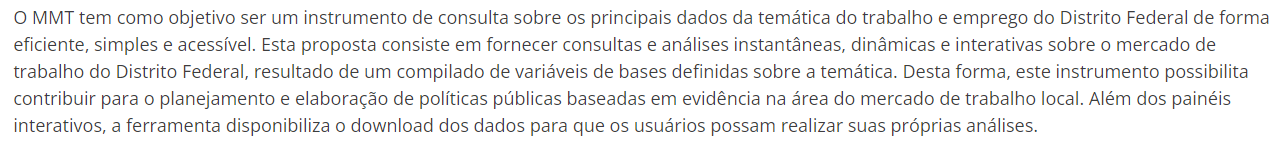 O MMT tem como objetivo ser um instrumento de consulta sobre os principais dados da temática do trabalho e emprego do Distrito Federal de forma
eficiente, simples e acessível. Esta proposta consiste em fornecer consultas e análises instantâneas, dinâmicas e interativas sobre o mercado de
trabalho do Distrito Federal, resultado de um compilado de variáveis de bases definidas sobre a temática. Desta forma, este instrumento possibilita
contribuir para o planejamento e elaboração de políticas públicas baseadas em evidência na área do mercado de trabalho local. Além dos painéis
interativos, a ferramenta disponibiliza o download dos dados para que os usuários possam realizar suas próprias análises.